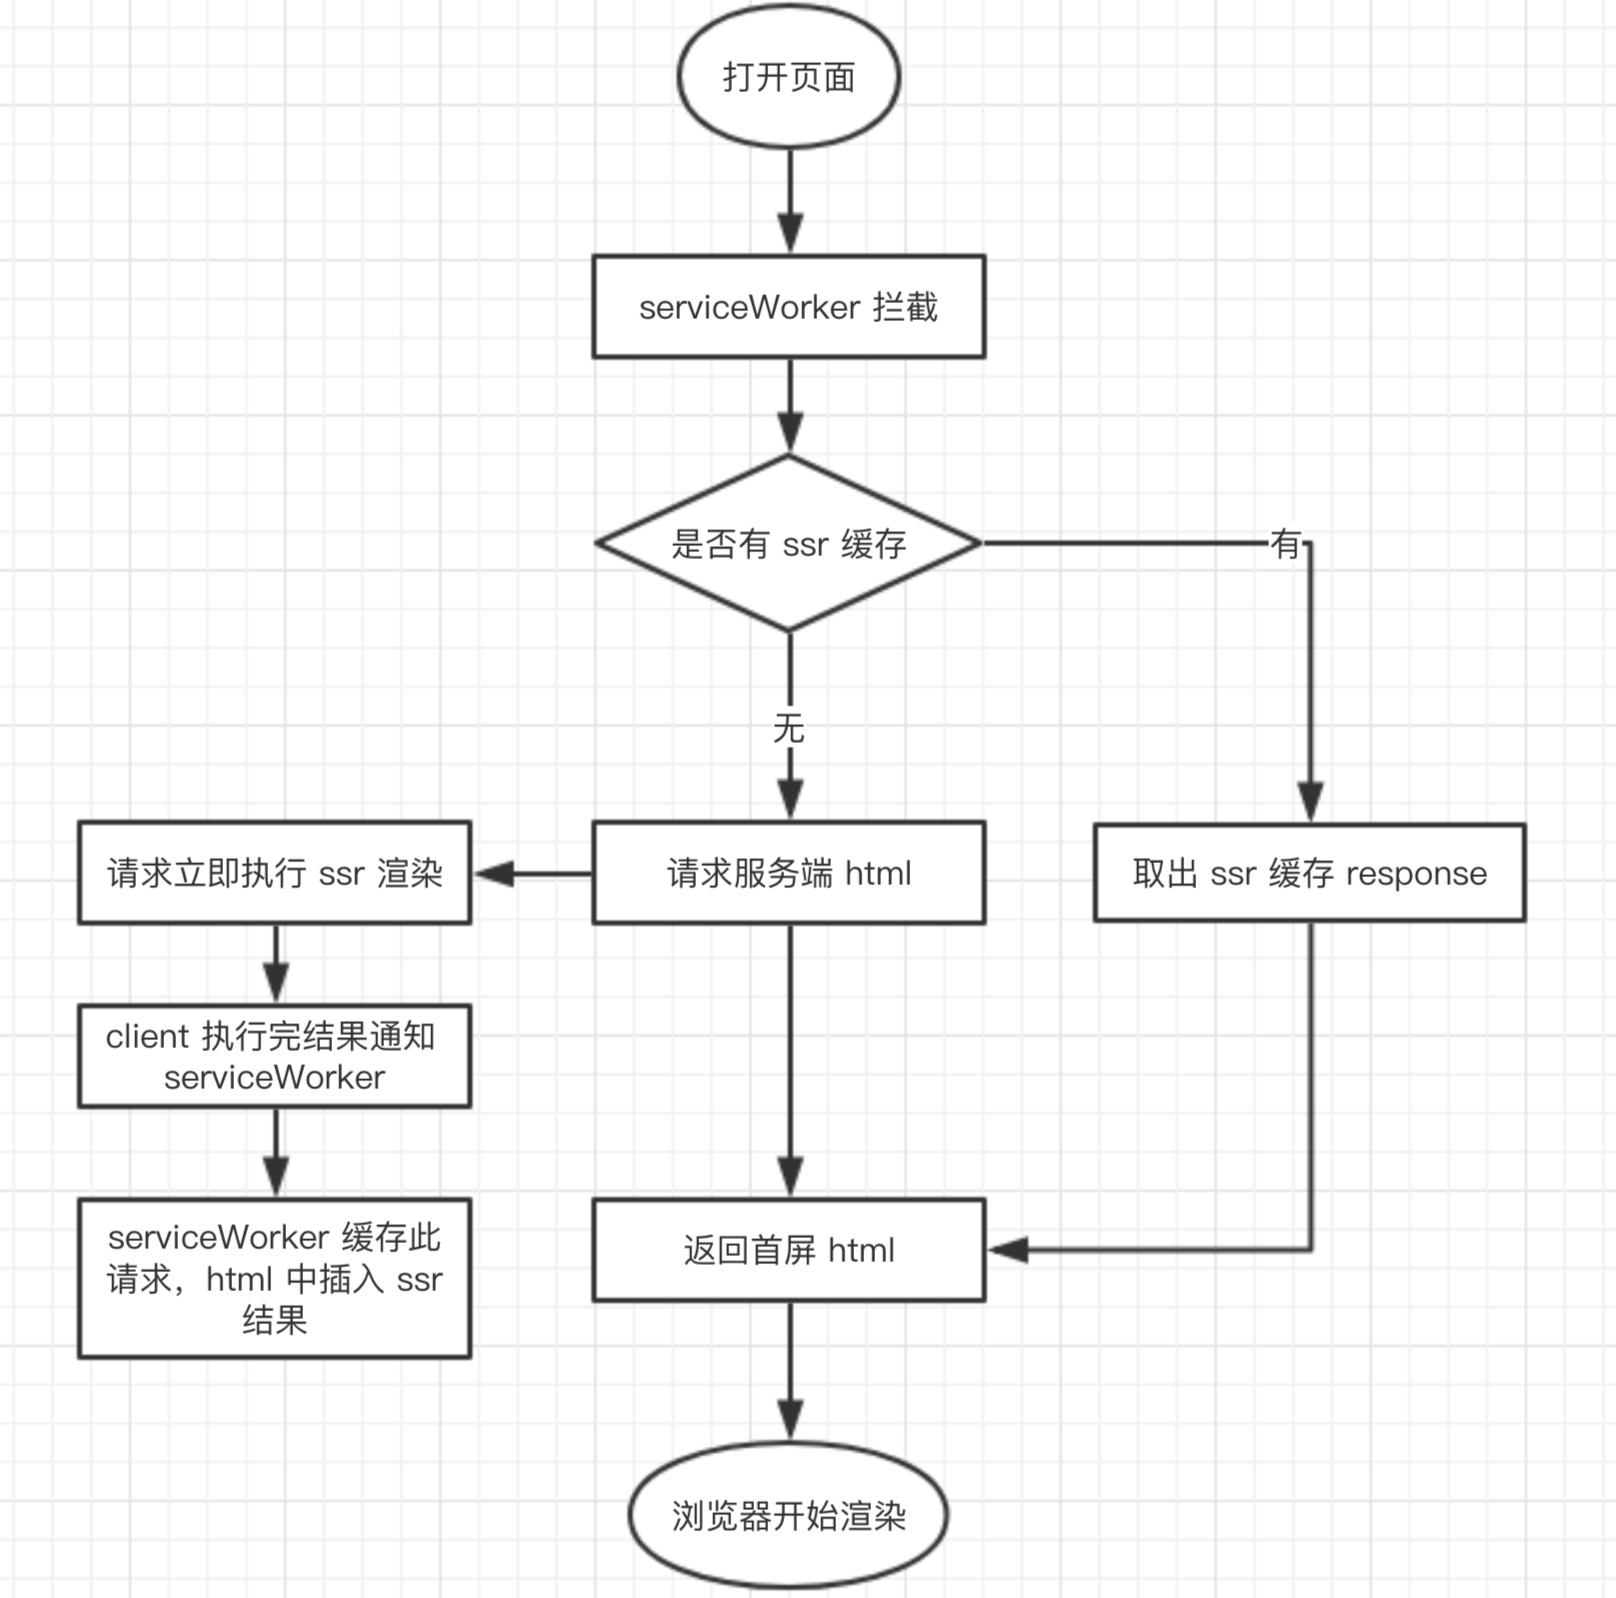 打开页面
serviceWorker 拦截
是否有 ssr 缓存
有
无
请求立即执行 ssr 渲染
请求服务端 html
取出 ssr 缓存 response
client 执行完结果通知
serviceWorker
serviceWorker 缓存此
请求，html 中插入 ssr
结果
返回首屏 html
浏览器开始渲染